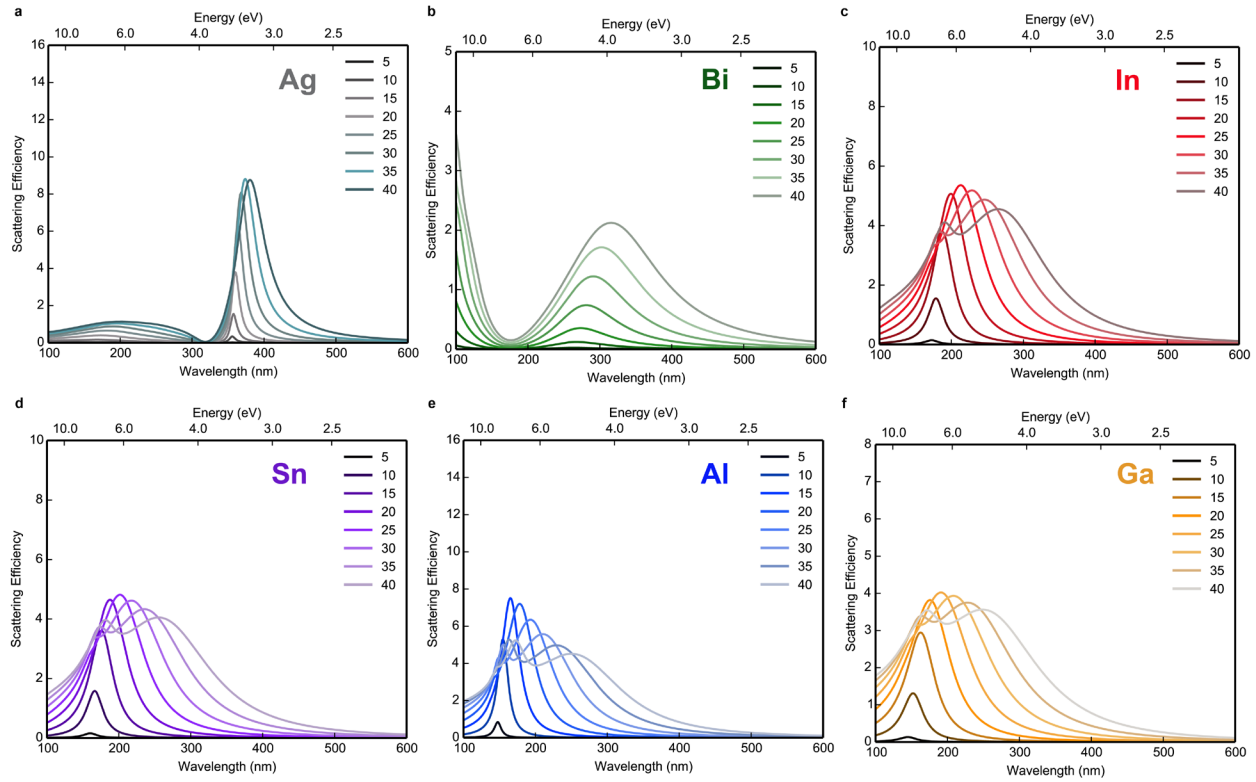 a
Energy (eV)
10.0 6.0 4.0 3.0 2.5
16
14
12
10
8
6
4
2
0
Scattering Efficiency
Ag
5
10
15
20
25
30
35
40
100 200 300 400 500 600
Wavelength (nm)
b
Energy (eV)
10.0 6.0 4.0 3.0 2.5
5
4
3
2
1
0
Scattering Efficiency
Bi
5
10
15
20
25
30
35
40
100 200 300 400 500 600
Wavelength (nm)
c
Energy (eV)
10.0 6.0 4.0 3.0 2.5
10
8
6
4
2
0
Scattering Efficiency
In
5
10
15
20
25
30
35
40
100 200 300 400 500 600
Wavelength (nm)
d
Energy (eV)
10.0 6.0 4.0 3.0 2.5
10
8
6
4
2
0
Scattering Efficiency
Sn
5
10
15
20
25
30
35
40
100 200 300 400 500 600
Wavelength (nm)
e
Energy (eV)
10.0 6.0 4.0 3.0 2.5
16
14
12
10
8
6
4
2
0
Scattering Efficiency
Al
5
10
15
20
25
30
35
40
100 200 300 400 500 600
Wavelength (nm)
f
Energy (eV)
10.0 6.0 4.0 3.0 2.5
8
7
6
5
4
3
2
1
0
Scattering Efficiency
Ga
5
10
15
20
25
30
35
40
100 200 300 400 500 600
Wavelength (nm)